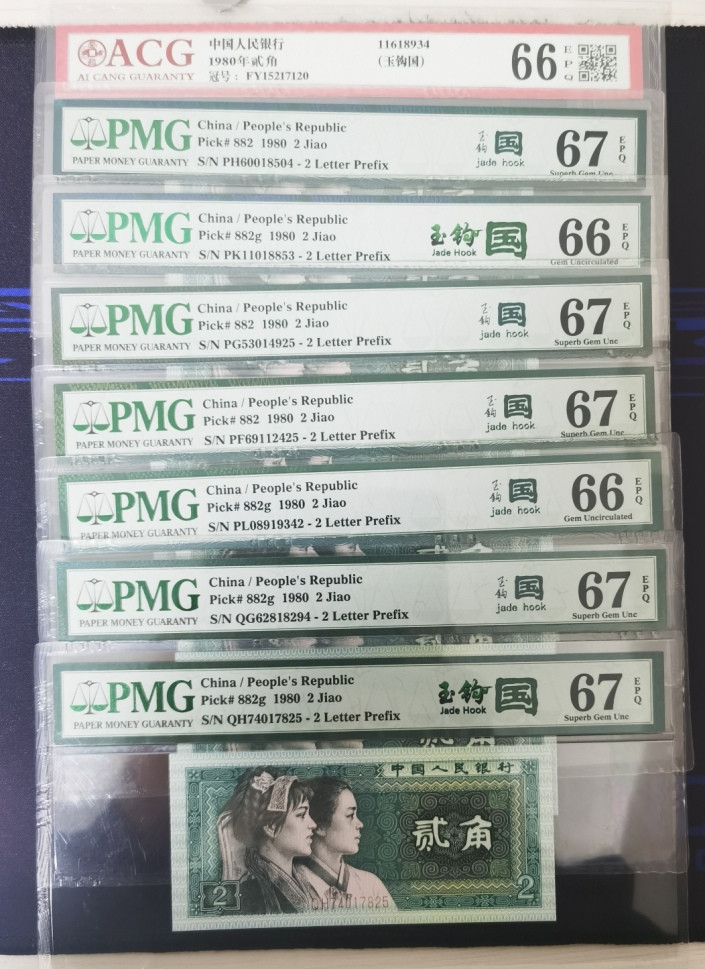 ACG
AI CANG GUARANTY
中国人民银行
1980年贰角
冠号: FY15217120
11618934
(玉钩国)
66 EPQ
PMG
PAPER MONEY GUARANTY
China / People's Republic
Pick# 882 1980 2 Jiao
S/N PH60018504 - 2 Letter Prefix
玉钩国
jade hook
67 EPQ
Superb Gem Unc
PMG
PAPER MONEY GUARANTY
China / People's Republic
Pick# 882g 1980 2 Jiao
S/N PK11018853 - 2 Letter Prefix
玉钩国
Jade Hook
66 EPQ
Gem Uncirculated
PMG
PAPER MONEY GUARANTY
China / People's Republic
Pick# 882 1980 2 Jiao
S/N PG53014925 - 2 Letter Prefix
玉钩国
jade hook
67 EPQ
Superb Gem Unc
PMG
PAPER MONEY GUARANTY
China / People's Republic
Pick# 882 1980 2 Jiao
S/N PF69112425 - 2 Letter Prefix
玉钩国
jade hook
67 EPQ
Superb Gem Unc
PMG
PAPER MONEY GUARANTY
China / People's Republic
Pick# 882g 1980 2 Jiao
S/N PL08919342 - 2 Letter Prefix
玉钩国
jade hook
66 EPQ
Gem Uncirculated
PMG
PAPER MONEY GUARANTY
China / People's Republic
Pick# 882g 1980 2 Jiao
S/N QG62818294 - 2 Letter Prefix
玉钩国
jade hook
67 EPQ
Superb Gem Unc
PMG
PAPER MONEY GUARANTY
China / People's Republic
Pick# 882g 1980 2 Jiao
S/N QH74017825 - 2 Letter Prefix
玉钩国
Jade Hook
67 EPQ
Superb Gem Unc
中国人民银行
贰角
2
QH74017825
2